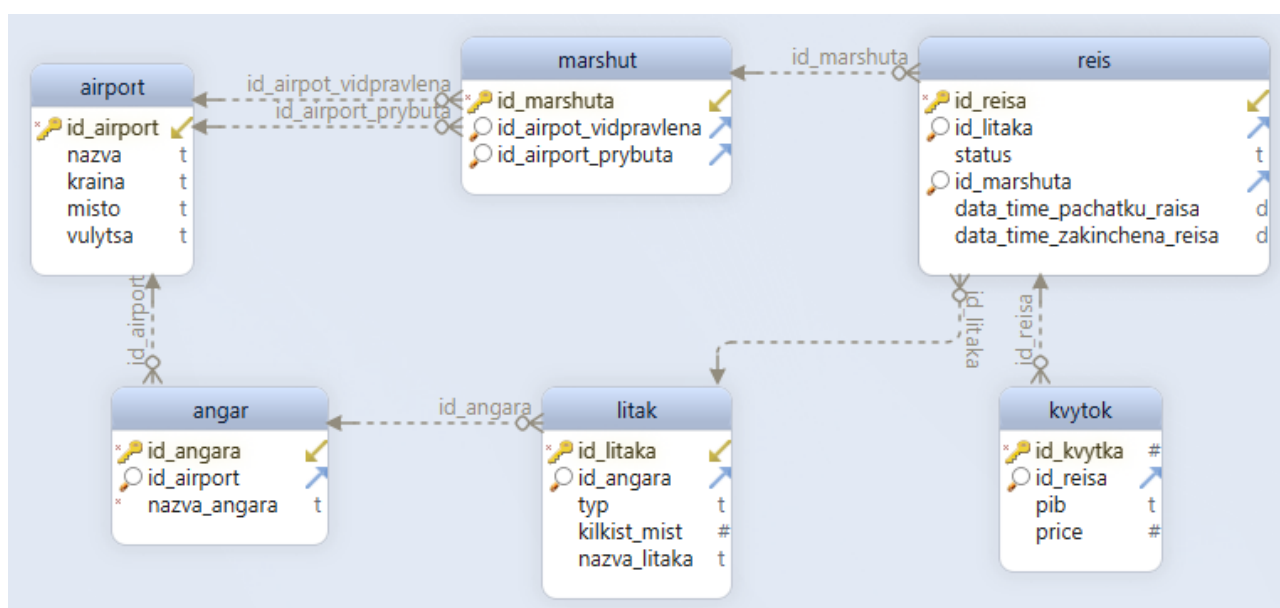 airport
id_airport
nazva t
kraina t
misto t
vulytsa t
id_airpot_vidpravlena
id_airport_prybuta
marshut
id_marshuta
id_airpot_vidpravlena
id_airport_prybuta
id_marshuta
reis
id_reisa
id_litaka
status t
id_marshuta
data_time_pachatku_raisa d
data_time_zakinchena_reisa d
id_airport
id_litaka
id_reisa
angar
id_angara
id_airport
nazva_angara t
id_angara
litak
id_litaka
id_angara
typ t
kilkist_mist #
nazva_litaka t
kvytok
id_kvytka #
id_reisa
pib t
price #